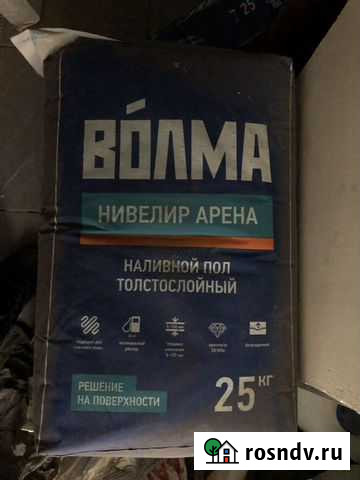 ВОЛМА
НИВЕЛИР АРЕНА
НАЛИВНОЙ ПОЛ
ТОЛСТОСЛОЙНЫЙ
РЕШЕНИЕ
НА ПОВЕРХНОСТИ
25 КГ
rosndv.ru